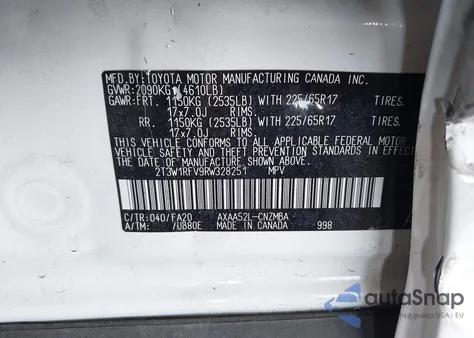 MFD.BY:TOYOTA MOTOR MANUFACTURING CANADA INC.
GVWR:2090KG(4610LB)
GAWR:FRT. 1150KG (2535LB) WITH 225/65R17 TIRES,
17x7.0J RIMS,
RR. 1150KG (2535LB) WITH 225/65R17 TIRES,
17x7.0J RIMS,
THIS VEHICLE CONFORMS TO ALL APPLICABLE FEDERAL MOTOR
VEHICLE SAFETY AND THEFT PREVENTION STANDARDS IN EFFECT ON
THE DATE OF MANUFACTURE SHOWN ABOVE.
2T3W1RFV9RW328251 MPV
C/TR:040/FA20 AXAA52L-CNZMBA
A/TM: /UB80E MADE IN CANADA 998
autoSnap
USA - EU